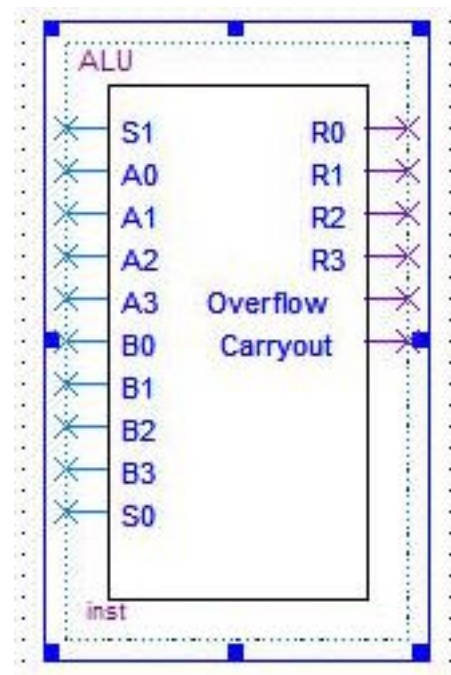 ALU
S1 R0
A0 R1
A1 R2
A2 R3
A3 Overflow
B0 Carryout
B1
B2
B3
S0
inst